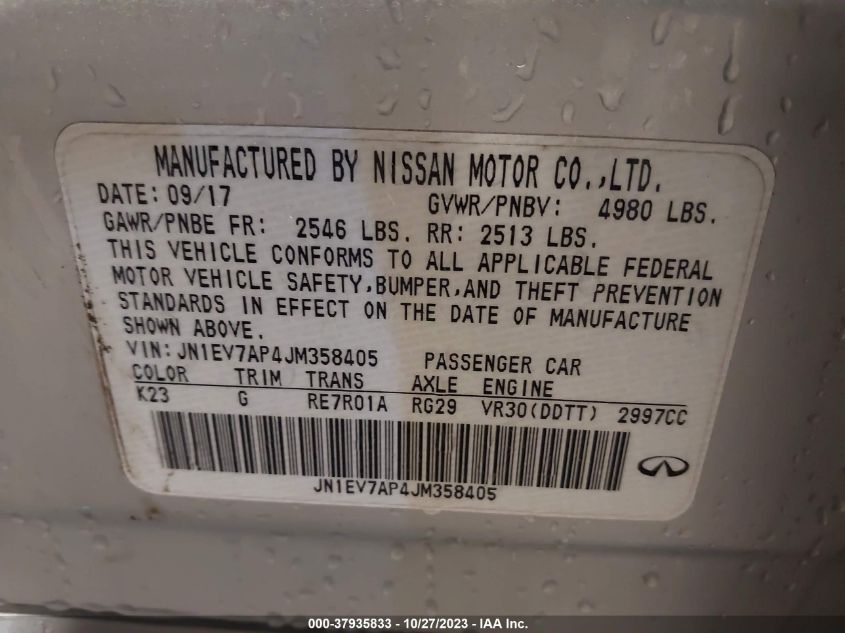 MANUFACTURED BY NISSAN MOTOR CO.,LTD.
DATE: 09/17 GVWR/PNBV: 4980 LBS.
GAWR/PNBE FR: 2546 LBS. RR: 2513 LBS.
THIS VEHICLE CONFORMS TO ALL APPLICABLE FEDERAL
MOTOR VEHICLE SAFETY,BUMPER,AND THEFT PREVENTION
STANDARDS IN EFFECT ON THE DATE OF MANUFACTURE
SHOWN ABOVE.
VIN: JN1EV7AP4JM358405 PASSENGER CAR
COLOR TRIM TRANS AXLE ENGINE
K23 G RE7R01A RG29 VR30(DDTT) 2997CC
JN1EV7AP4JM358405
000-37935833 - 10/27/2023 - IAA Inc.